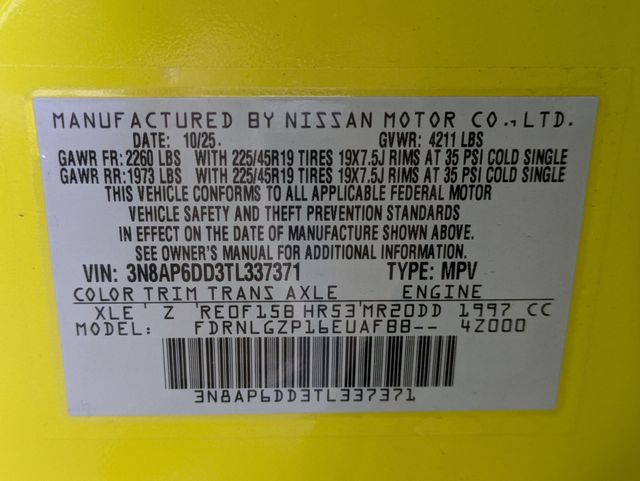 MANUFACTURED BY NISSAN MOTOR CO., LTD.
DATE: 10/25. GVWR: 4211 LBS
GAWR FR: 2260 LBS WITH 225/45R19 TIRES 19X7.5J RIMS AT 35 PSI COLD SINGLE
GAWR RR: 1973 LBS WITH 225/45R19 TIRES 19X7.5J RIMS AT 35 PSI COLD SINGLE
THIS VEHICLE CONFORMS TO ALL APPLICABLE FEDERAL MOTOR
VEHICLE SAFETY AND THEFT PREVENTION STANDARDS
IN EFFECT ON THE DATE OF MANUFACTURE SHOWN ABOVE.
SEE OWNER'S MANUAL FOR ADDITIONAL INFORMATION.
VIN: 3N8AP6DD3TL337371 TYPE: MPV
COLOR TRIM TRANS AXLE ENGINE
XLE Z RE0F15B HR53 MR20DD 1997 CC
MODEL: FDRNLGZP16EUAF8B-- 4Z000
3N8AP6DD3TL337371